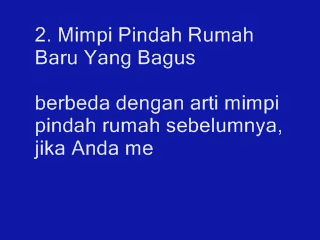 2. Mimpi Pindah Rumah
Baru Yang Bagus
berbeda dengan arti mimpi
pindah rumah sebelumnya,
jika Anda me